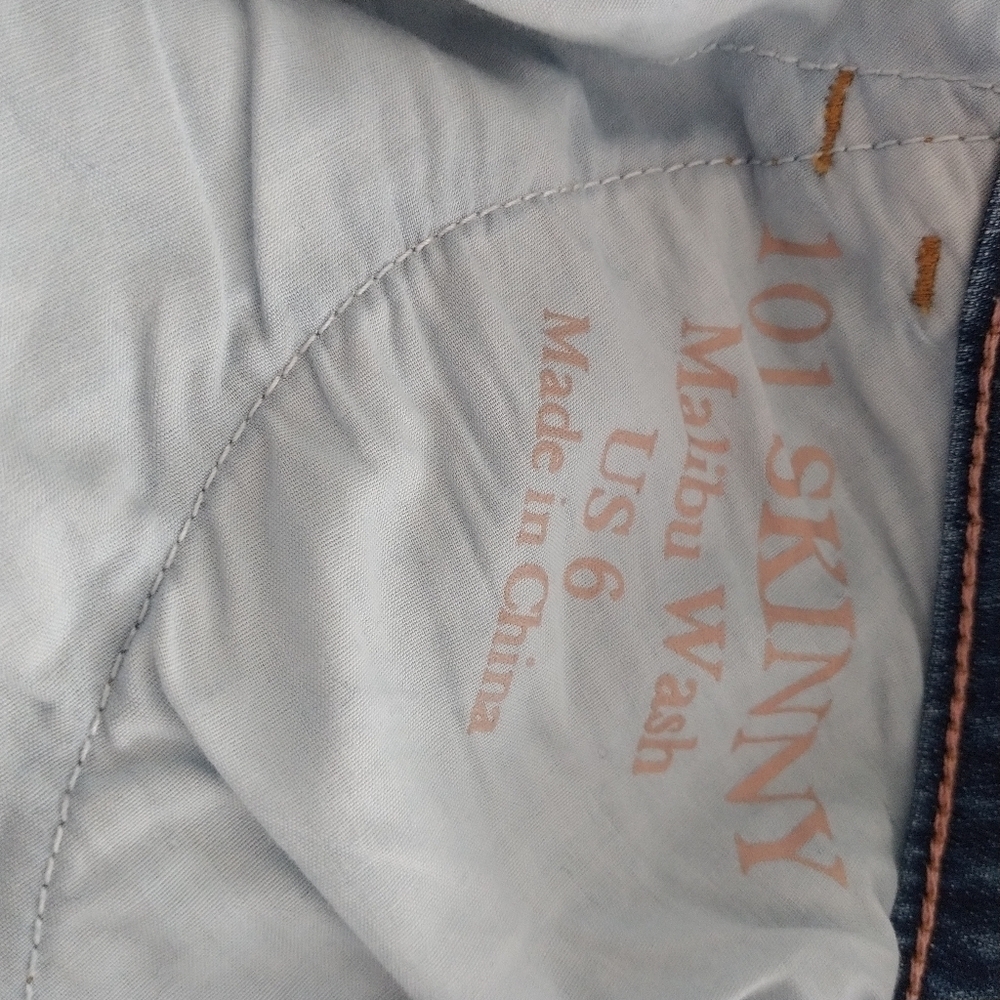 101 SKINNY
Malibu Wash
US 6
Made in China